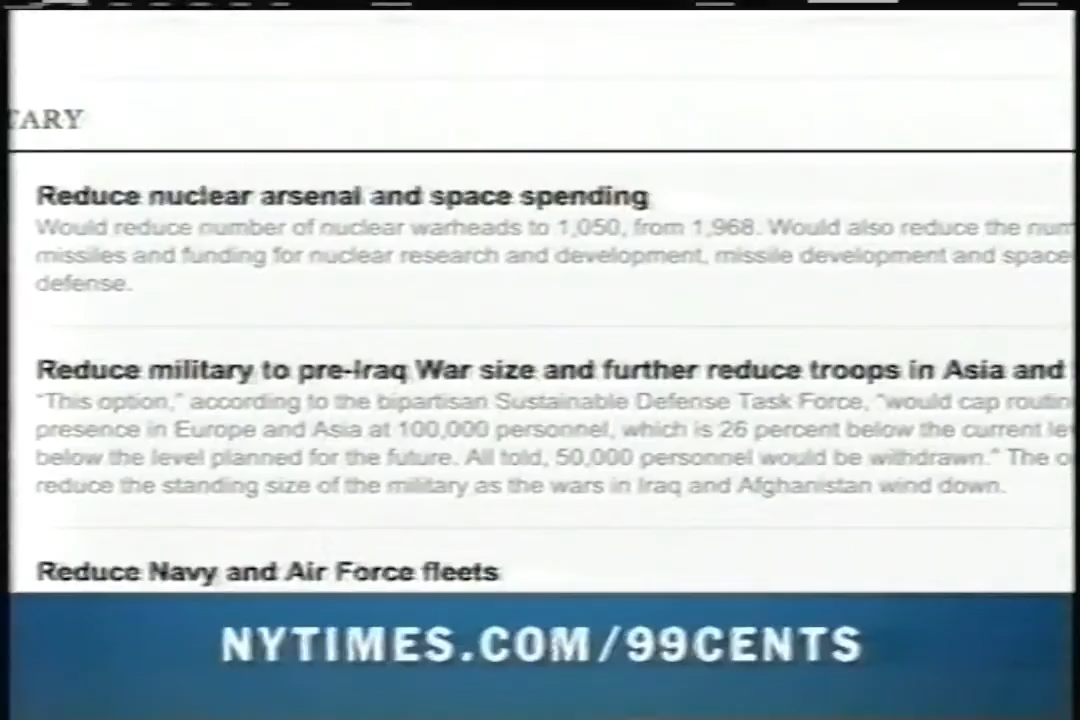 TARY
Reduce nuclear arsenal and space spending
Would reduce number of nuclear warheads to 1,050, from 1,968. Would also reduce the num
missiles and funding for nuclear research and development, missile development and space
defense.
Reduce military to pre-Iraq War size and further reduce troops in Asia and
"This option," according to the bipartisan Sustainable Defense Task Force, "would cap routin
presence in Europe and Asia at 100,000 personnel, which is 26 percent below the current le
below the level planned for the future. All told, 50,000 personnel would be withdrawn." The o
reduce the standing size of the military as the wars in Iraq and Afghanistan wind down.
Reduce Navy and Air Force fleets
NYTIMES.COM/99CENTS